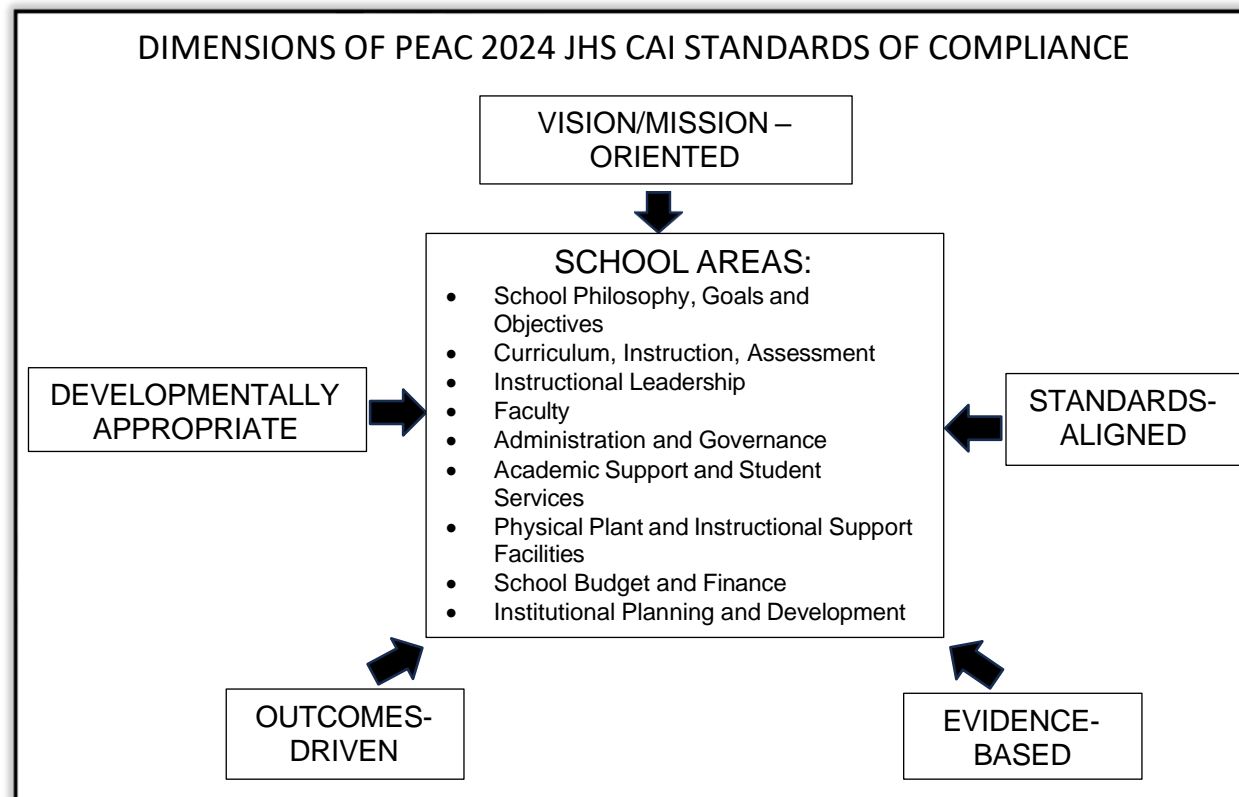 DIMENSIONS OF PEAC 2024 JHS CAI STANDARDS OF COMPLIANCE
VISION/MISSION –
ORIENTED
SCHOOL AREAS:
• School Philosophy, Goals and
Objectives
• Curriculum, Instruction, Assessment
• Instructional Leadership
• Faculty
• Administration and Governance
• Academic Support and Student
Services
• Physical Plant and Instructional Support
Facilities
• School Budget and Finance
• Institutional Planning and Development
DEVELOPMENTALLY
APPROPRIATE
STANDARDS-
ALIGNED
OUTCOMES-
DRIVEN
EVIDENCE-
BASED